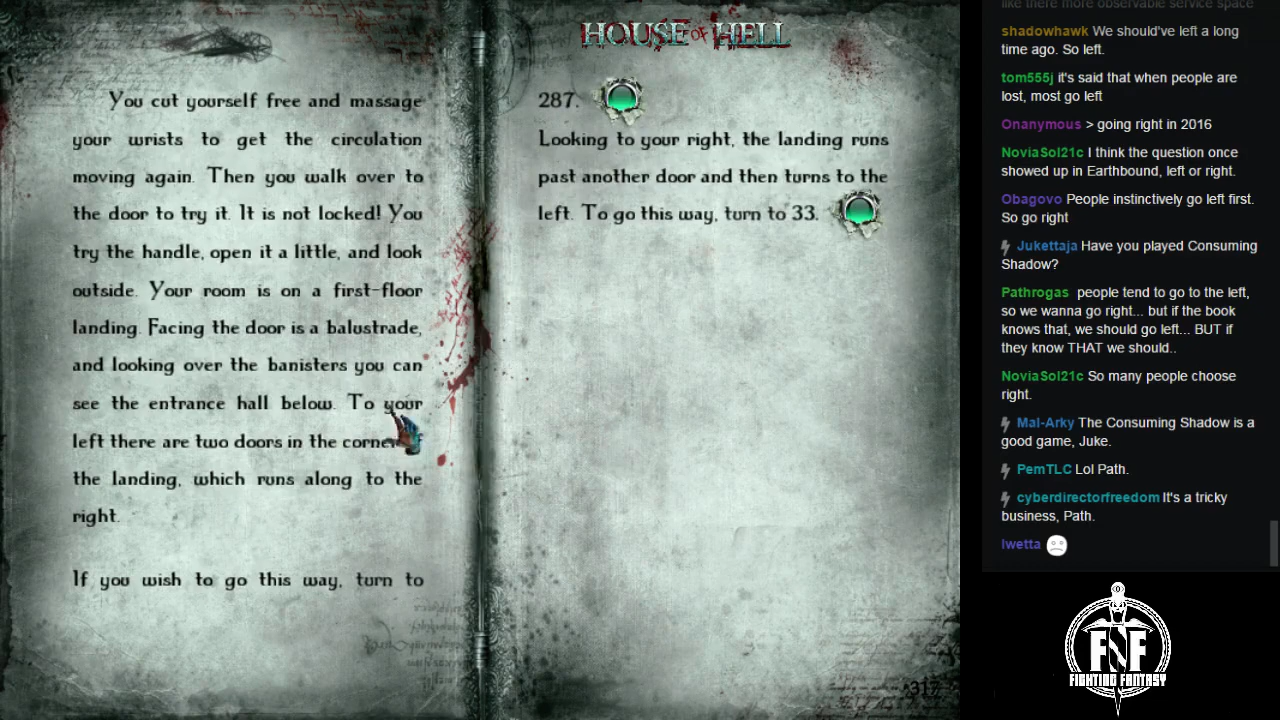 HOUSE OF HELL
You cut yourself free and massage
your wrists to get the circulation
moving again. Then you walk over to
the door to try it. It is not locked! You
try the handle, open it a little, and look
outside. Your room is on a first-floor
landing. Facing the door is a balustrade,
and looking over the banisters you can
see the entrance hall below. To your
left there are two doors in the corner of
the landing, which runs along to the
right.
If you wish to go this way, turn to
287.
Looking to your right, the landing runs
past another door and then turns to the
left. To go this way, turn to 33.
317
like there more observable service space
shadowhawk We should've left a long
time ago. So left.
tom555j it's said that when people are
lost, most go left
Onanymous > going right in 2016
NoviaSol21c I think the question once
showed up in Earthbound, left or right.
Obagovo People instinctively go left first.
So go right
Jukettaja Have you played Consuming
Shadow?
Pathrogas people tend to go to the left,
so we wanna go right... but if the book
knows that, we should go left... BUT if
they know THAT we should..
NoviaSol21c So many people choose
right.
Mal-Arky The Consuming Shadow is a
good game, Juke.
PemTLC Lol Path.
cyberdirectorfreedom It's a tricky
business, Path.
lwetta
FF
FIGHTING FANTASY